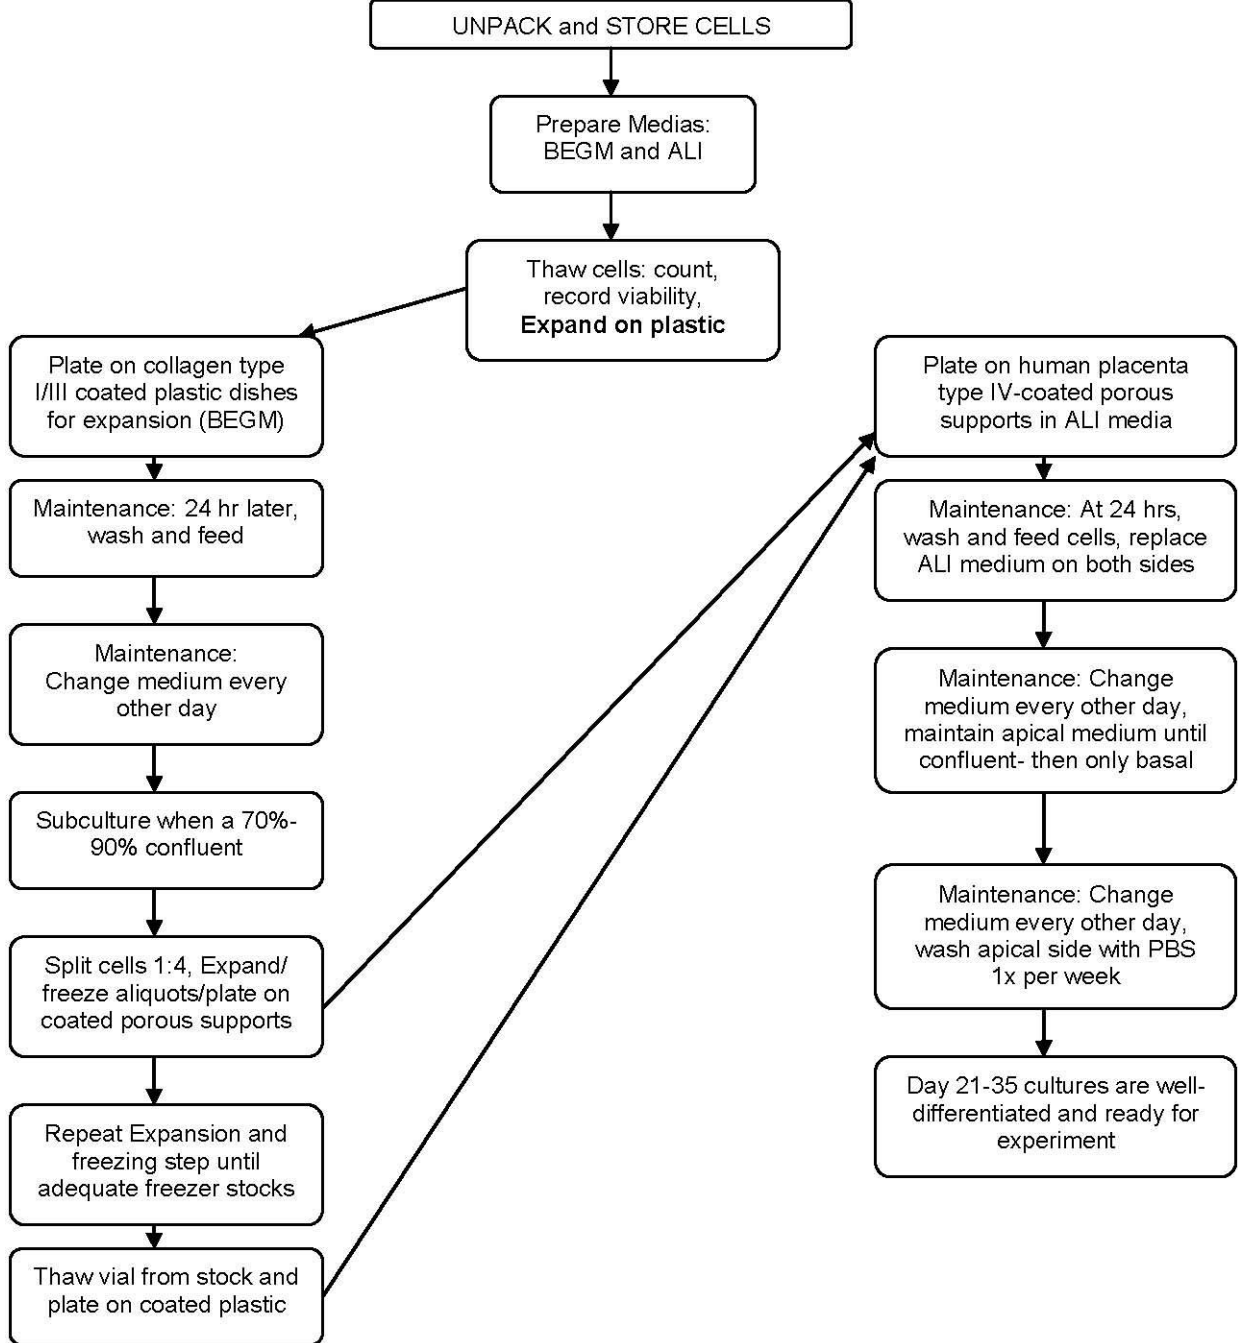 UNPACK and STORE CELLS
Prepare Medias:
BEGM and ALI
Thaw cells: count,
record viability,
Expand on plastic
Plate on collagen type
I/III coated plastic dishes
for expansion (BEGM)
Maintenance: 24 hr later,
wash and feed
Maintenance:
Change medium every
other day
Subculture when a 70%-
90% confluent
Split cells 1:4, Expand/
freeze aliquots/plate on
coated porous supports
Repeat Expansion and
freezing step until
adequate freezer stocks
Thaw vial from stock and
plate on coated plastic
Plate on human placenta
type IV-coated porous
supports in ALI media
Maintenance: At 24 hrs,
wash and feed cells, replace
ALI medium on both sides
Maintenance: Change
medium every other day,
maintain apical medium until
confluent- then only basal
Maintenance: Change
medium every other day,
wash apical side with PBS
1x per week
Day 21-35 cultures are well-
differentiated and ready for
experiment